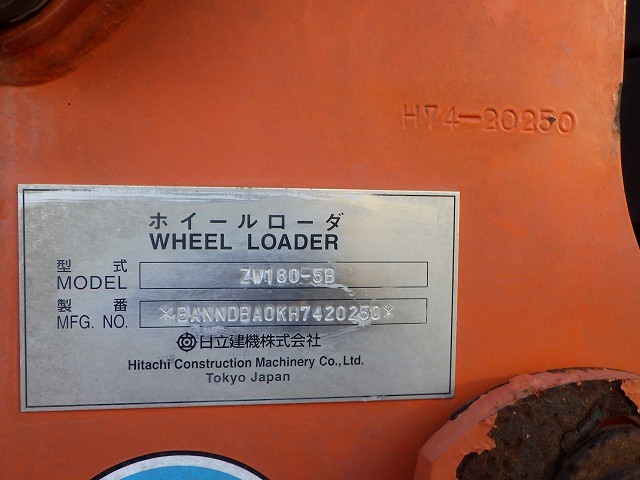 H74-20250
ホイールローダ
WHEEL LOADER
型式
MODEL
ZW180-5B
製番
MFG. NO.
*BANNDBA0KH7420250*
日立建機株式会社
Hitachi Construction Machinery Co., Ltd.
Tokyo Japan